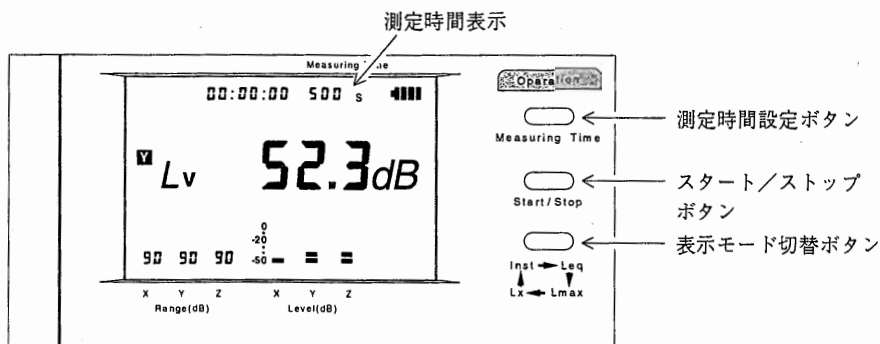 測定時間表示
Measuring Time
Oparation
00:00:00 500 S
測定時間設定ボタン
Measuring Time
Y Lv 52.3dB
スタート/ストップ
ボタン
Start/Stop
表示モード切替ボタン
0
-20
-50
90 90 90
Inst Leq
Lx Lmax
X Y Z X Y Z
Range(dB) Level(dB)